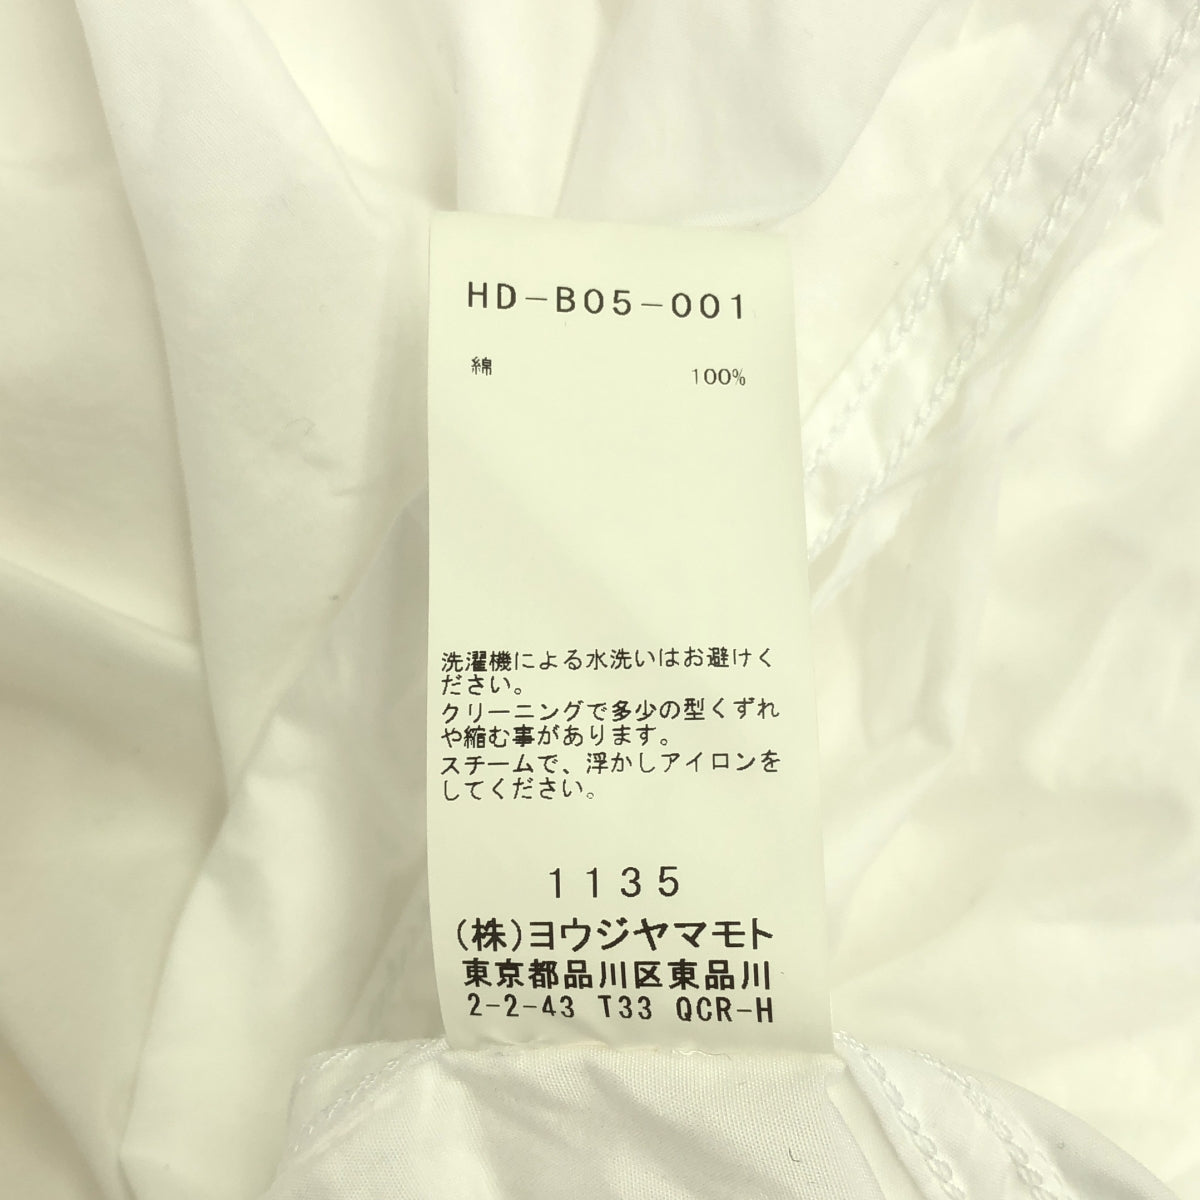 HD-B05-001
綿 100%
洗濯機による水洗いはお避けく
ださい。
クリーニングで多少の型くずれ
や縮む事があります。
スチームで、浮かしアイロンを
してください。
1135
(株)ヨウジヤマモト
東京都品川区東品川
2-2-43 T33 QCR-H